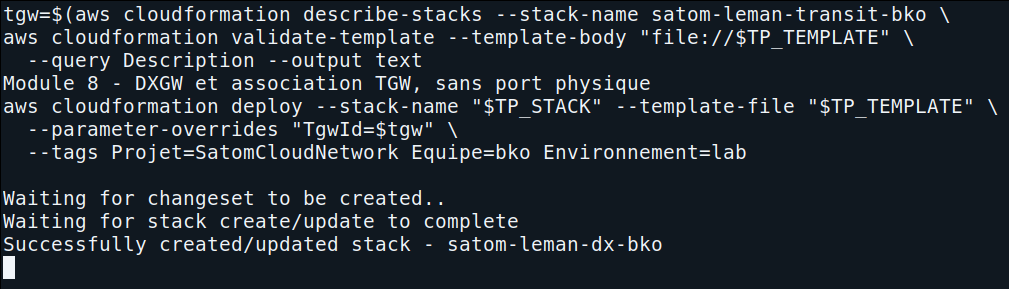 tgw=$(aws cloudformation describe-stacks --stack-name satom-leman-transit-bko \
aws cloudformation validate-template --template-body "file://$TP_TEMPLATE" \
  --query Description --output text
Module 8 - DXGW et association TGW, sans port physique
aws cloudformation deploy --stack-name "$TP_STACK" --template-file "$TP_TEMPLATE" \
  --parameter-overrides "TgwId=$tgw" \
  --tags Projet=SatomCloudNetwork Equipe=bko Environnement=lab

Waiting for changeset to be created..
Waiting for stack create/update to complete
Successfully created/updated stack - satom-leman-dx-bko